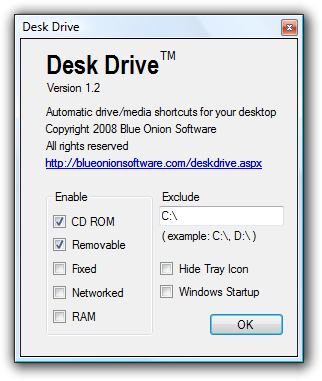 Desk Drive
Desk Drive™
Version 1.2
Automatic drive/media shortcuts for your desktop
Copyright 2008 Blue Onion Software
All rights reserved
http://blueonionsoftware.com/deskdrive.aspx
Enable
CD ROM
Removable
Fixed
Networked
RAM
Exclude
C:\
( example: C:\, D:\ )
Hide Tray Icon
Windows Startup
OK